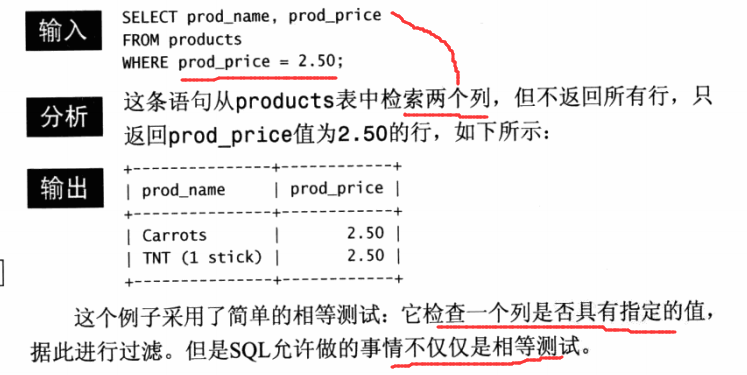 输入
SELECT prod_name, prod_price
FROM products
WHERE prod_price = 2.50;
分析
这条语句从products表中检索两个列，但不返回所有行，只
返回prod_price值为2.50的行，如下所示：
输出
+---------------+------------+
| prod_name     | prod_price |
+---------------+------------+
| Carrots       |       2.50 |
| TNT (1 stick) |       2.50 |
+---------------+------------+
这个例子采用了简单的相等测试：它检查一个列是否具有指定的值，
据此进行过滤。但是SQL允许做的事情不仅仅是相等测试。